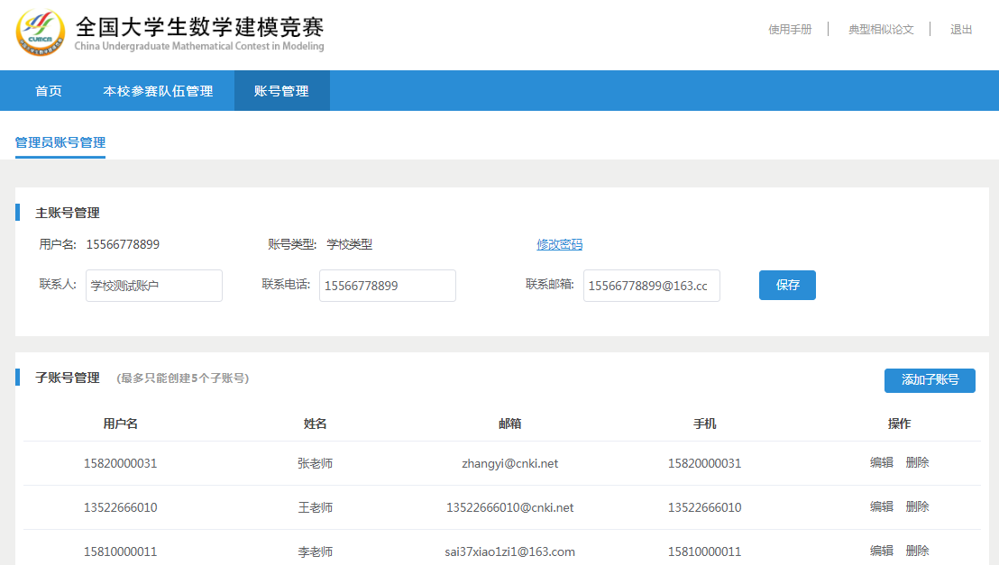 全国大学生数学建模竞赛
CUMCM
China Undergraduate Mathematical Contest in Modeling
使用手册 典型相似论文 退出
首页 本校参赛队伍管理 账号管理
管理员账号管理
主账号管理
用户名: 15566778899 账号类型: 学校类型 修改密码
联系人: 学校测试账户 联系电话: 15566778899 联系邮箱: 15566778899@163.cc 保存
子账号管理 (最多只能创建5个子账号) 添加子账号
用户名 姓名 邮箱 手机 操作
15820000031 张老师 zhangyi@cnki.net 15820000031 编辑 删除
13522666010 王老师 13522666010@cnki.net 13522666010 编辑 删除
15810000011 李老师 sai37xiao1zi1@163.com 15810000011 编辑 删除